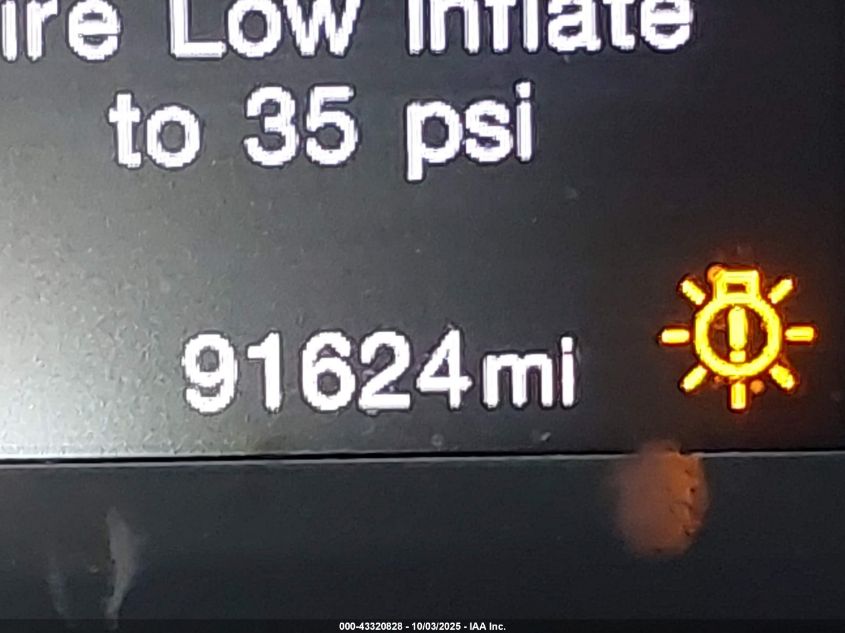 ire Low Inflate
to 35 psi
91624mi
000-43320828 - 10/03/2025 - IAA Inc.